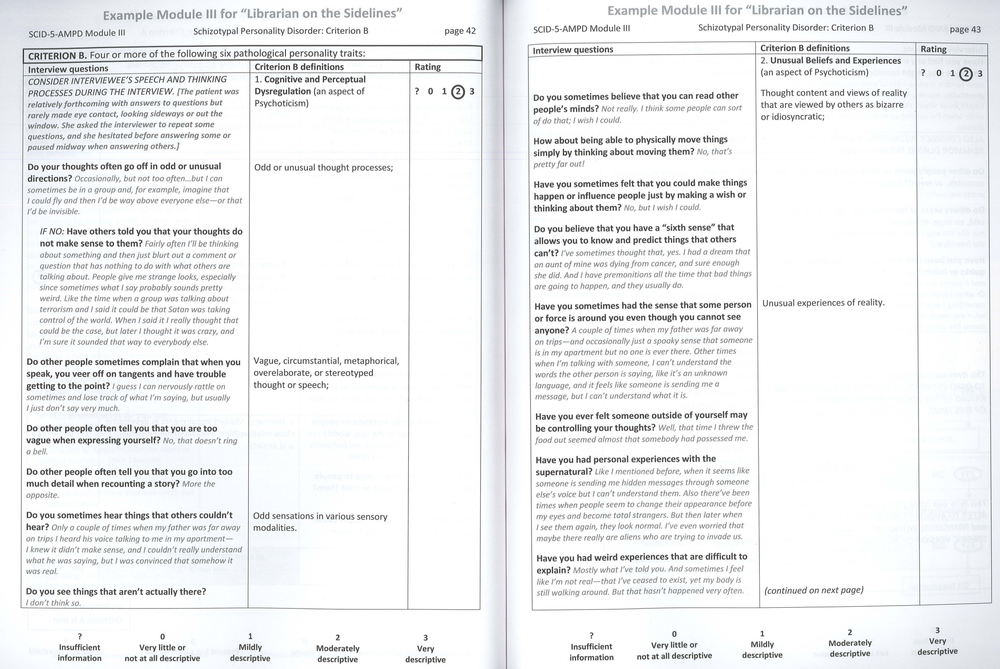 Example Module III for “Librarian on the Sidelines”
SCID-5-AMPD Module III Schizotypal Personality Disorder: Criterion B page 42
CRITERION B. Four or more of the following six pathological personality traits:
Interview questions Criterion B definitions Rating
CONSIDER INTERVIEWEE’S SPEECH AND THINKING
PROCESSES DURING THE INTERVIEW. [The patient was
relatively forthcoming with answers to questions but
rarely made eye contact, looking sideways or out the
window. She asked the interviewer to repeat some
questions, and she hesitated before answering some or
paused midway when answering others.]
1. Cognitive and Perceptual
Dysregulation (an aspect of
Psychoticism)
? 0 1 2 3
Do your thoughts often go off in odd or unusual
directions? Occasionally, but not too often...but I can
sometimes be in a group and, for example, imagine that
I could fly and then I’d be way above everyone else—or that
I’d be invisible.
Odd or unusual thought processes;
IF NO: Have others told you that your thoughts do
not make sense to them? Fairly often I’ll be thinking
about something and then just blurt out a comment or
question that has nothing to do with what others are
talking about. People give me strange looks, especially
since sometimes what I say probably sounds pretty
weird. Like the time when a group was talking about
terrorism and I said it could be that Satan was taking
control of the world. When I said it I really thought that
could be the case, but later I thought it was crazy, and
I’m sure it sounded that way to everybody else.
Do other people sometimes complain that when you
speak, you veer off on tangents and have trouble
getting to the point? I guess I can nervously rattle on
sometimes and lose track of what I’m saying, but usually
I just don’t say very much.
Vague, circumstantial, metaphorical,
overelaborate, or stereotyped
thought or speech;
Do other people often tell you that you are too
vague when expressing yourself? No, that doesn’t ring
a bell.
Do other people often tell you that you go into too
much detail when recounting a story? More the
opposite.
Do you sometimes hear things that others couldn’t
hear? Only a couple of times when my father was far away
on trips I heard his voice talking to me in my apartment—
I knew it didn’t make sense, and I couldn’t really understand
what he was saying, but I was convinced that somehow it
was real.
Odd sensations in various sensory
modalities.
Do you see things that aren’t actually there?
I don’t think so.
? 0 1 2 3
Insufficient Very little or Mildly Moderately Very
information not at all descriptive descriptive descriptive descriptive
Example Module III for “Librarian on the Sidelines”
SCID-5-AMPD Module III Schizotypal Personality Disorder: Criterion B page 43
Interview questions Criterion B definitions Rating
2. Unusual Beliefs and Experiences
(an aspect of Psychoticism)
? 0 1 2 3
Do you sometimes believe that you can read other
people’s minds? Not really. I think some people can sort
of do that; I wish I could.
Thought content and views of reality
that are viewed by others as bizarre
or idiosyncratic;
How about being able to physically move things
simply by thinking about moving them? No, that’s
pretty far out!
Have you sometimes felt that you could make things
happen or influence people just by making a wish or
thinking about them? No, but I wish I could.
Do you believe that you have a “sixth sense” that
allows you to know and predict things that others
can’t? I’ve sometimes thought that, yes. I had a dream that
an aunt of mine was dying from cancer, and sure enough
she did. And I have premonitions all the time that bad things
are going to happen, and they usually do.
Have you sometimes had the sense that some person
or force is around you even though you cannot see
anyone? A couple of times when my father was far away
on trips—and occasionally just a spooky sense that someone
is in my apartment but no one is ever there. Other times
when I’m talking with someone, I can’t understand the
words the other person is saying, like it’s an unknown
language, and it feels like someone is sending me a
message, but I can’t understand what it is.
Unusual experiences of reality.
Have you ever felt someone outside of yourself may
be controlling your thoughts? Well, that time I threw the
food out seemed almost that somebody had possessed me.
Have you had personal experiences with the
supernatural? Like I mentioned before, when it seems like
someone is sending me hidden messages through someone
else’s voice but I can’t understand them. Also there’ve been
times when people seem to change their appearance before
my eyes and become total strangers. But then later when
I see them again, they look normal. I’ve even worried that
maybe there really are aliens who are trying to invade us.
Have you had weird experiences that are difficult to
explain? Mostly what I’ve told you. And sometimes I feel
like I’m not real—that I’ve ceased to exist, yet my body is
still walking around. But that hasn’t happened very often.
(continued on next page)
? 0 1 2 3
Insufficient Very little or Mildly Moderately Very
information not at all descriptive descriptive descriptive descriptive